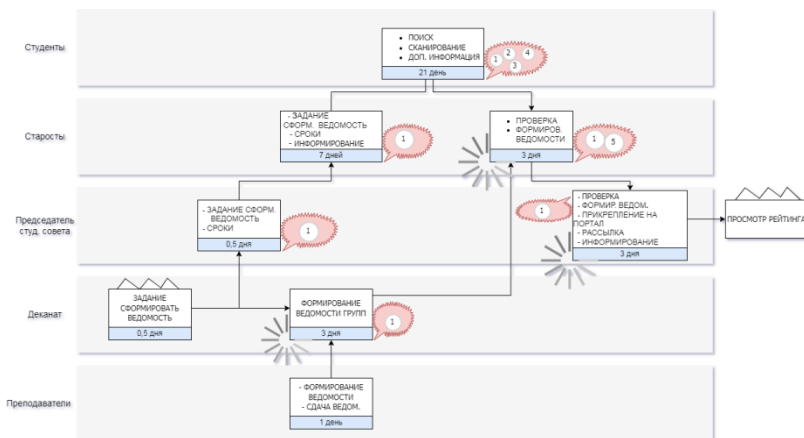 Студенты
• ПОИСК
• СКАНИРОВАНИЕ
• ДОП. ИНФОРМАЦИЯ
21 день
1
2
4
3
Старосты
- ЗАДАНИЕ
СФОРМ. ВЕДОМОСТЬ
- СРОКИ
- ИНФОРМИРОВАНИЕ
7 дней
1
• ПРОВЕРКА
• ФОРМИРОВ.
ВЕДОМОСТИ
3 дня
1
5
Председатель
студ. совета
- ЗАДАНИЕ СФОРМ.
ВЕДОМОСТЬ
- СРОКИ
0,5 дня
1
1
- ПРОВЕРКА
- ФОРМИР. ВЕДОМ.
- ПРИКРЕПЛЕНИЕ НА
ПОРТАЛ
- РАССЫЛКА
- ИНФОРМИРОВАНИЕ
3 дня
ПРОСМОТР РЕЙТИНГА
Деканат
ЗАДАНИЕ
СФОРМИРОВАТЬ
ВЕДОМОСТЬ
0,5 дня
ФОРМИРОВАНИЕ
ВЕДОМОСТИ ГРУПП
3 дня
1
Преподаватели
- ФОРМИРОВАНИЕ
ВЕДОМОСТИ
- СДАЧА ВЕДОМ.
1 день